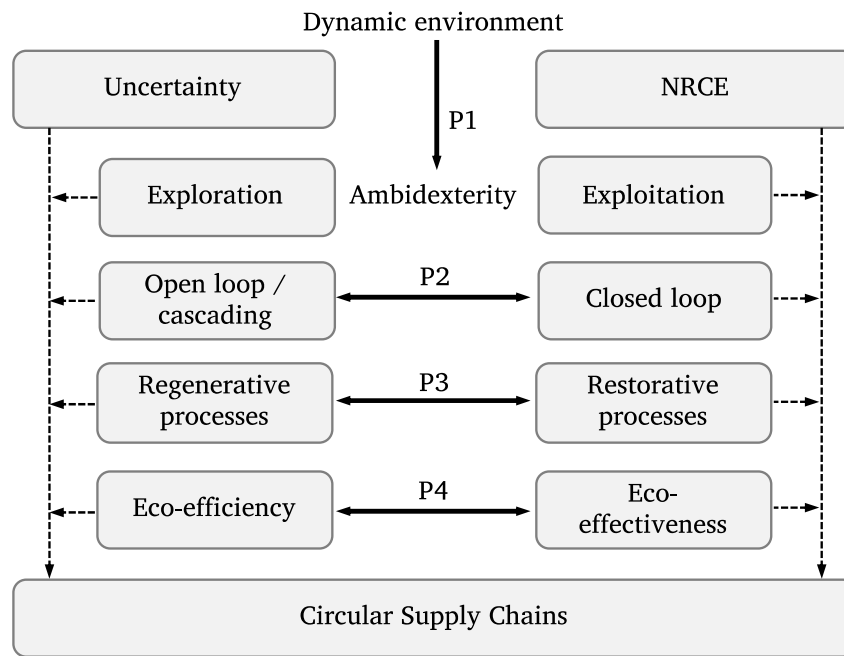 Dynamic environment
Uncertainty
NRCE
P1
Exploration
Ambidexterity
Exploitation
Open loop /
cascading
P2
Closed loop
Regenerative
processes
P3
Restorative
processes
Eco-efficiency
P4
Eco-
effectiveness
Circular Supply Chains